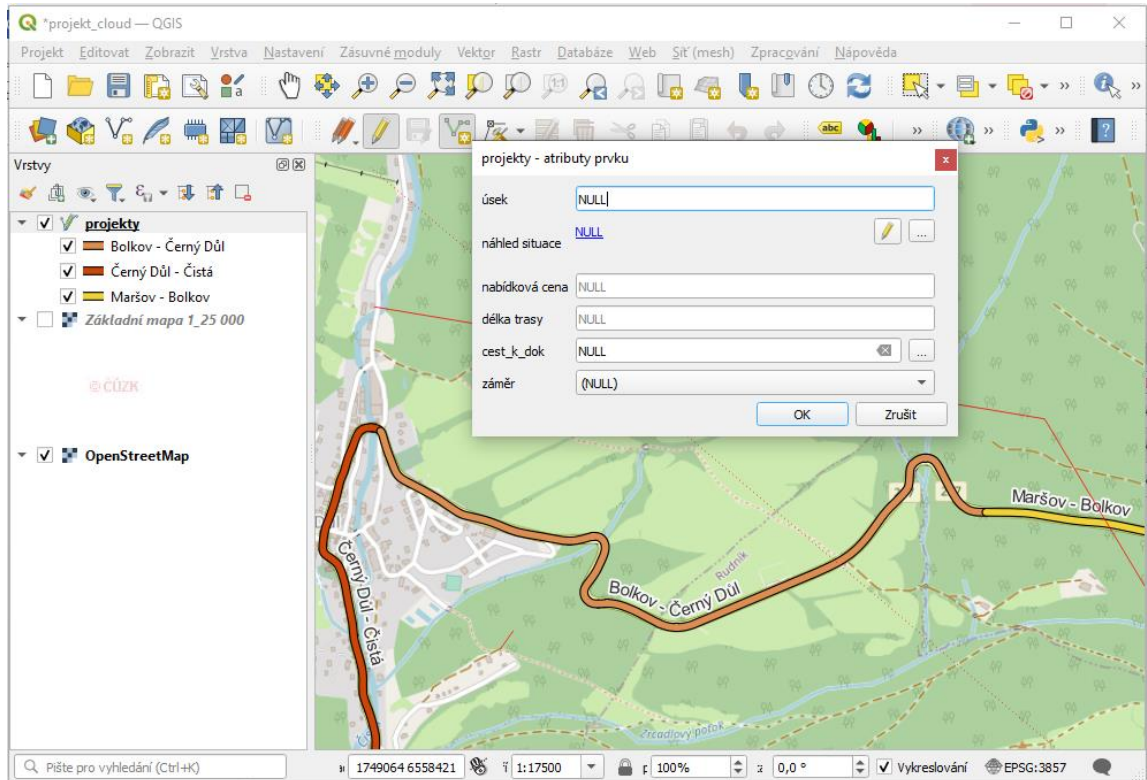 *projekt_cloud — QGIS
Projekt Editovat Zobrazit Vrstva Nastavení Zásuvné moduly Vektor Rastr Databáze Web Síť (mesh) Zpracování Nápověda
a
abc
»
Vrstvy
projekty
Bolkov - Černý Důl
Černý Důl - Čistá
Maršov - Bolkov
Základní mapa 1_25 000
© ČÚZK
OpenStreetMap
projekty - atributy prvku
úsek NULL
náhled situace NULL
...
nabídková cena NULL
délka trasy NULL
cest_k_dok NULL
...
záměr (NULL)
OK Zrušit
Maršov - Bolkov
Rudník
Bolkov - Černý Důl
Černý Důl - Čistá
Zrcadlový potok
Pište pro vyhledání (Ctrl+K)
1749064 6558421
1:17500
100%
0,0 °
Vykreslování
EPSG:3857